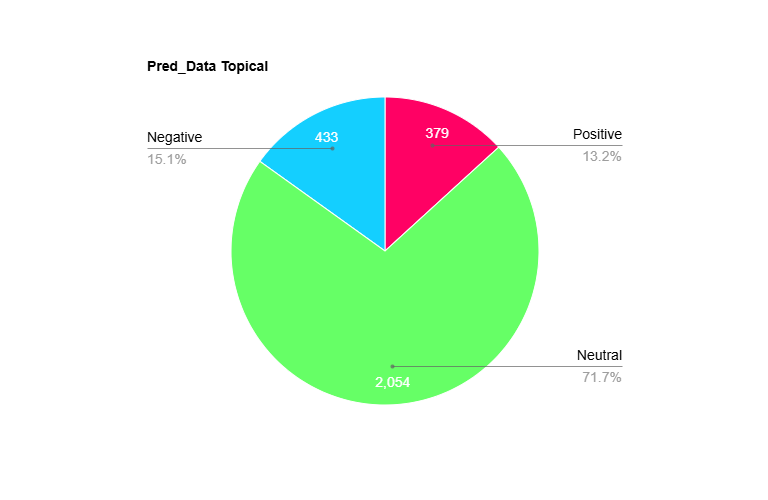 Pred_Data Topical
433
379
Negative
15.1%
Positive
13.2%
Neutral
71.7%
2,054